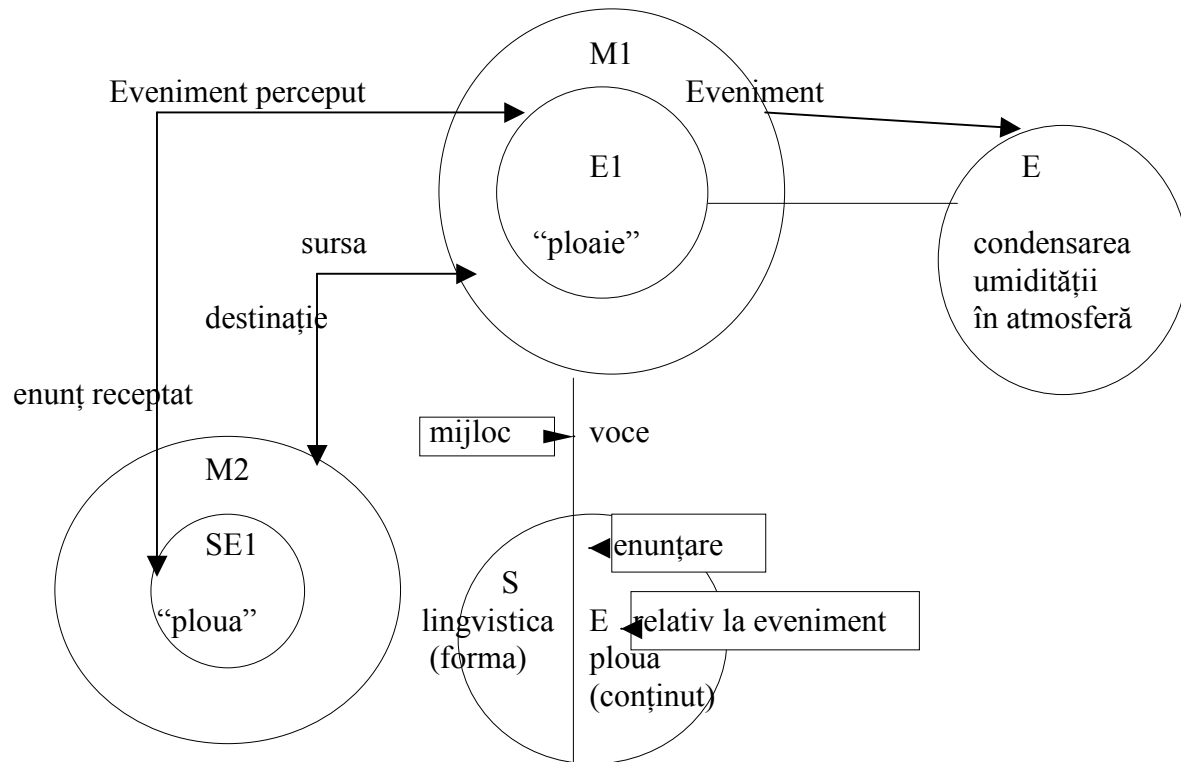 M1
Eveniment perceput
Eveniment
E1
E
“ploaie”
sursa
condensarea
umidității
în atmosferă
destinație
enunț receptat
mijloc
voce
M2
SE1
enunțare
S
“ploua”
lingvistica
(forma)
E
relativ la eveniment
ploua
(conținut)